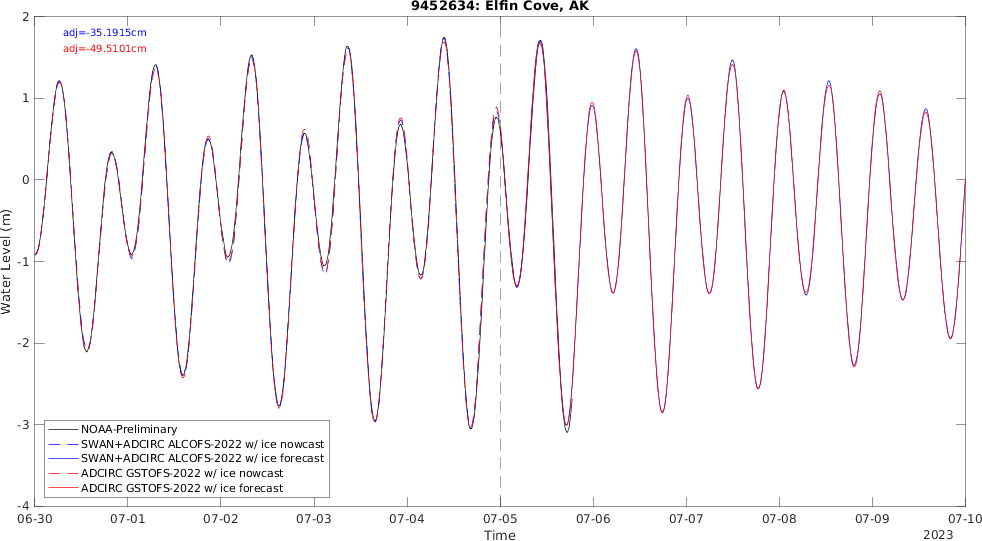 9452634: Elfin Cove, AK
adj=-35.1915cm
adj=-49.5101cm
2
1
0
-1
-2
-3
-4
Water Level (m)
NOAA-Preliminary
SWAN+ADCIRC ALCOFS-2022 w/ ice nowcast
SWAN+ADCIRC ALCOFS-2022 w/ ice forecast
ADCIRC GSTOFS-2022 w/ ice nowcast
ADCIRC GSTOFS-2022 w/ ice forecast
06-30 07-01 07-02 07-03 07-04 07-05 07-06 07-07 07-08 07-09 07-10
Time
2023